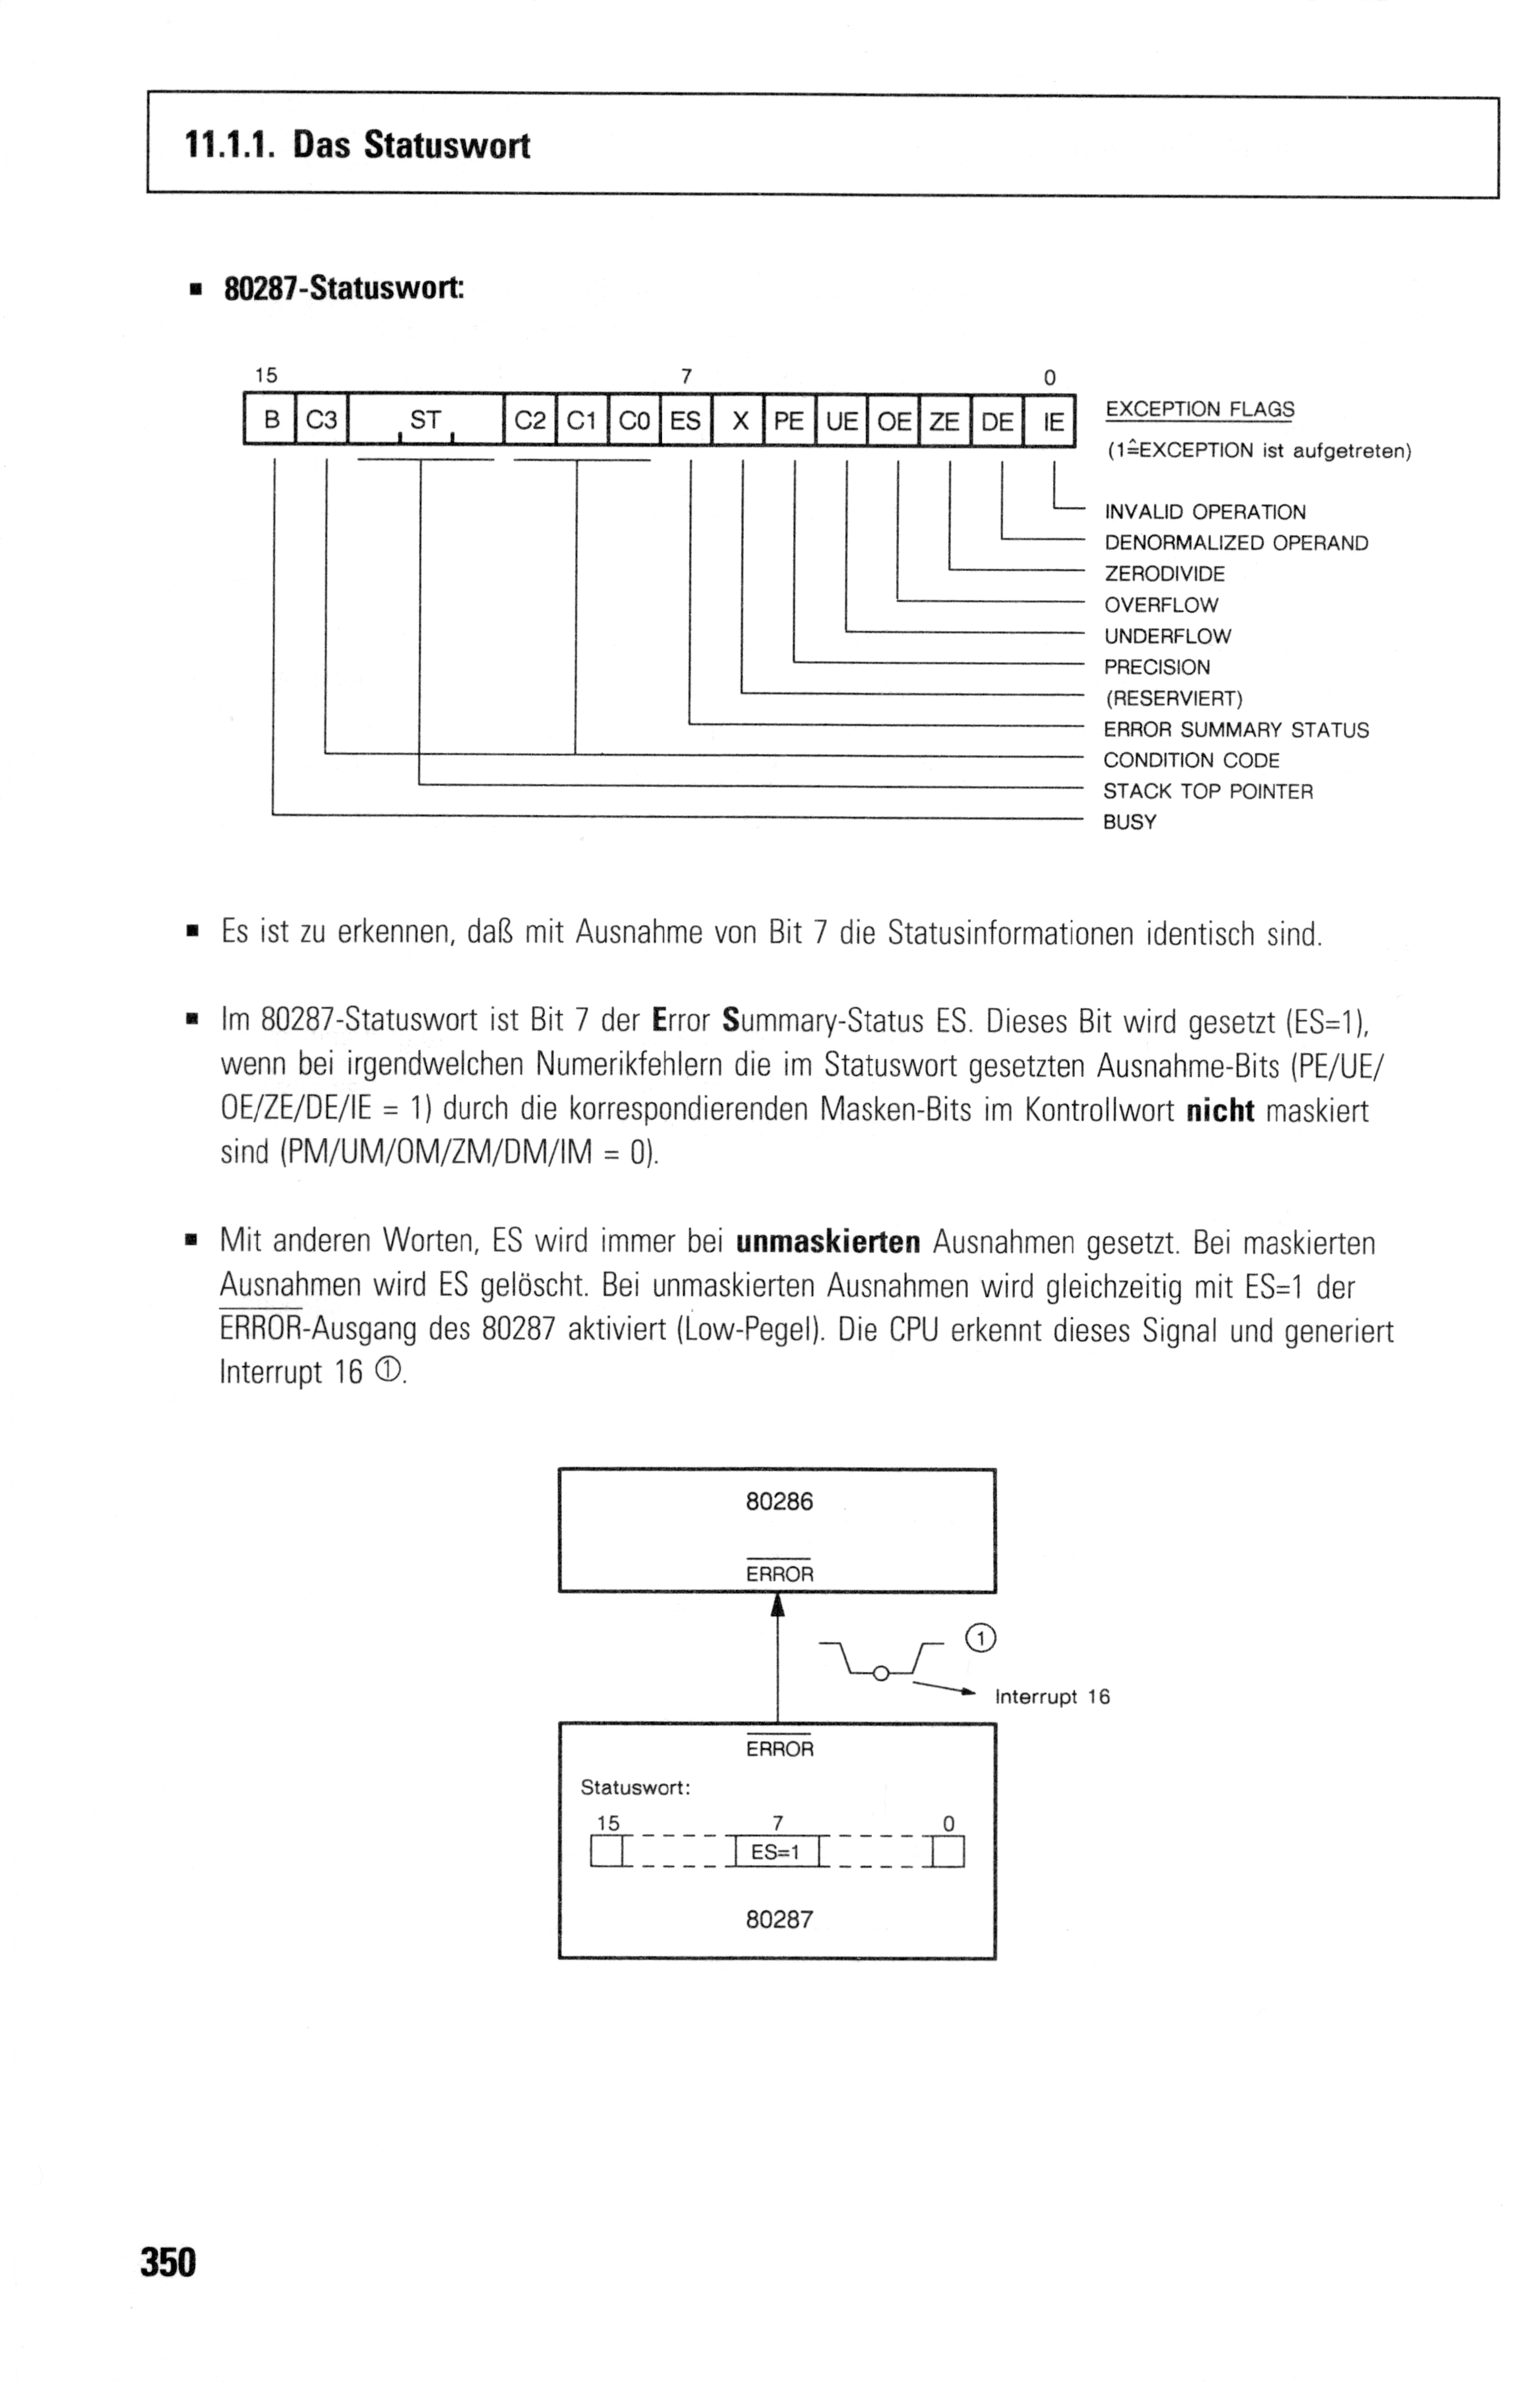 11.1.1. Das Statuswort
▪ 80287-Statuswort:
15 7 0
B C3 ST C2 C1 C0 ES X PE UE OE ZE DE IE
EXCEPTION FLAGS
(1≙EXCEPTION ist aufgetreten)
INVALID OPERATION
DENORMALIZED OPERAND
ZERODIVIDE
OVERFLOW
UNDERFLOW
PRECISION
(RESERVIERT)
ERROR SUMMARY STATUS
CONDITION CODE
STACK TOP POINTER
BUSY
▪ Es ist zu erkennen, daß mit Ausnahme von Bit 7 die Statusinformationen identisch sind.
▪ Im 80287-Statuswort ist Bit 7 der Error Summary-Status ES. Dieses Bit wird gesetzt (ES=1),
wenn bei irgendwelchen Numerikfehlern die im Statuswort gesetzten Ausnahme-Bits (PE/UE/
OE/ZE/DE/IE = 1) durch die korrespondierenden Masken-Bits im Kontrollwort nicht maskiert
sind (PM/UM/OM/ZM/DM/IM = 0).
▪ Mit anderen Worten, ES wird immer bei unmaskierten Ausnahmen gesetzt. Bei maskierten
Ausnahmen wird ES gelöscht. Bei unmaskierten Ausnahmen wird gleichzeitig mit ES=1 der
E̅R̅R̅O̅R̅-Ausgang des 80287 aktiviert (Low-Pegel). Die CPU erkennt dieses Signal und generiert
Interrupt 16 ①.
80286
E̅R̅R̅O̅R̅
①
Interrupt 16
E̅R̅R̅O̅R̅
Statuswort:
15 7 0
ES=1
80287
350